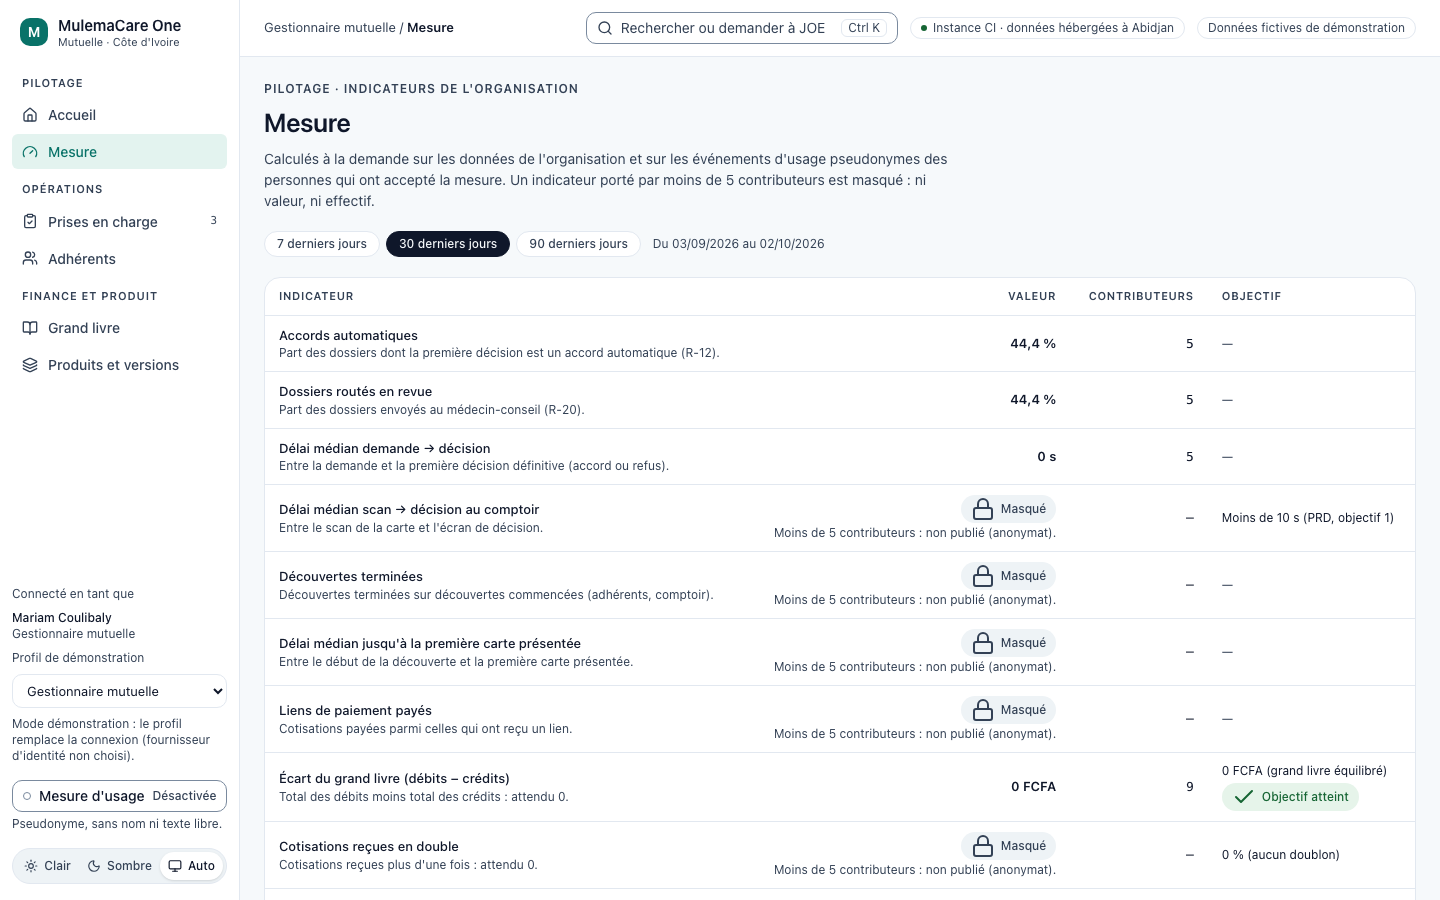 M
MulemaCare One
Mutuelle · Côte d'Ivoire
PILOTAGE
Accueil
Mesure
OPÉRATIONS
Prises en charge 3
Adhérents
FINANCE ET PRODUIT
Grand livre
Produits et versions
Connecté en tant que
Mariam Coulibaly
Gestionnaire mutuelle
Profil de démonstration
Gestionnaire mutuelle
Mode démonstration : le profil
remplace la connexion (fournisseur
d'identité non choisi).
Mesure d'usage Désactivée
Pseudonyme, sans nom ni texte libre.
Clair Sombre Auto
Gestionnaire mutuelle / Mesure
Rechercher ou demander à JOE Ctrl K
Instance CI · données hébergées à Abidjan
Données fictives de démonstration
PILOTAGE · INDICATEURS DE L'ORGANISATION
Mesure
Calculés à la demande sur les données de l'organisation et sur les événements d'usage pseudonymes des
personnes qui ont accepté la mesure. Un indicateur porté par moins de 5 contributeurs est masqué : ni
valeur, ni effectif.
7 derniers jours 30 derniers jours 90 derniers jours Du 03/09/2026 au 02/10/2026
INDICATEUR VALEUR CONTRIBUTEURS OBJECTIF
Accords automatiques
Part des dossiers dont la première décision est un accord automatique (R-12).
44,4 % 5 —
Dossiers routés en revue
Part des dossiers envoyés au médecin-conseil (R-20).
44,4 % 5 —
Délai médian demande → décision
Entre la demande et la première décision définitive (accord ou refus).
0 s 5 —
Délai médian scan → décision au comptoir
Entre le scan de la carte et l'écran de décision.
Masqué
Moins de 5 contributeurs : non publié (anonymat).
– Moins de 10 s (PRD, objectif 1)
Découvertes terminées
Découvertes terminées sur découvertes commencées (adhérents, comptoir).
Masqué
Moins de 5 contributeurs : non publié (anonymat).
– —
Délai médian jusqu'à la première carte présentée
Entre le début de la découverte et la première carte présentée.
Masqué
Moins de 5 contributeurs : non publié (anonymat).
– —
Liens de paiement payés
Cotisations payées parmi celles qui ont reçu un lien.
Masqué
Moins de 5 contributeurs : non publié (anonymat).
– —
Écart du grand livre (débits − crédits)
Total des débits moins total des crédits : attendu 0.
0 FCFA 9 0 FCFA (grand livre équilibré)
Objectif atteint
Cotisations reçues en double
Cotisations reçues plus d'une fois : attendu 0.
Masqué
Moins de 5 contributeurs : non publié (anonymat).
– 0 % (aucun doublon)